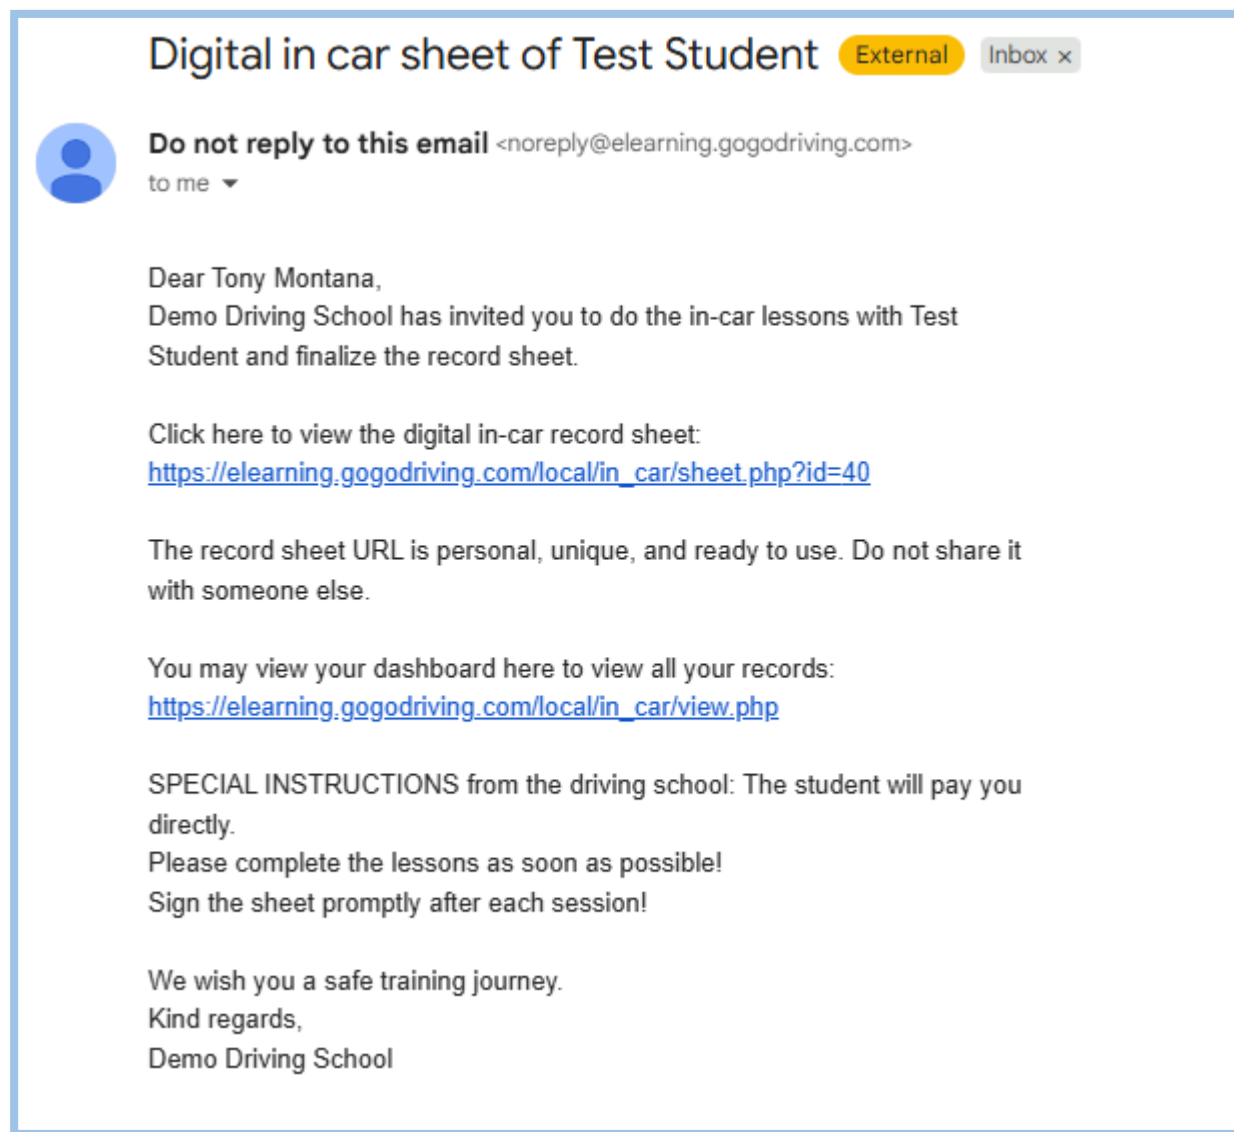 Digital in car sheet of Test Student External Inbox ×
Do not reply to this email <noreply@elearning.gogodriving.com>
to me
Dear Tony Montana,
Demo Driving School has invited you to do the in-car lessons with Test
Student and finalize the record sheet.
Click here to view the digital in-car record sheet:
https://elearning.gogodriving.com/local/in_car/sheet.php?id=40
The record sheet URL is personal, unique, and ready to use. Do not share it
with someone else.
You may view your dashboard here to view all your records:
https://elearning.gogodriving.com/local/in_car/view.php
SPECIAL INSTRUCTIONS from the driving school: The student will pay you
directly.
Please complete the lessons as soon as possible!
Sign the sheet promptly after each session!
We wish you a safe training journey.
Kind regards,
Demo Driving School